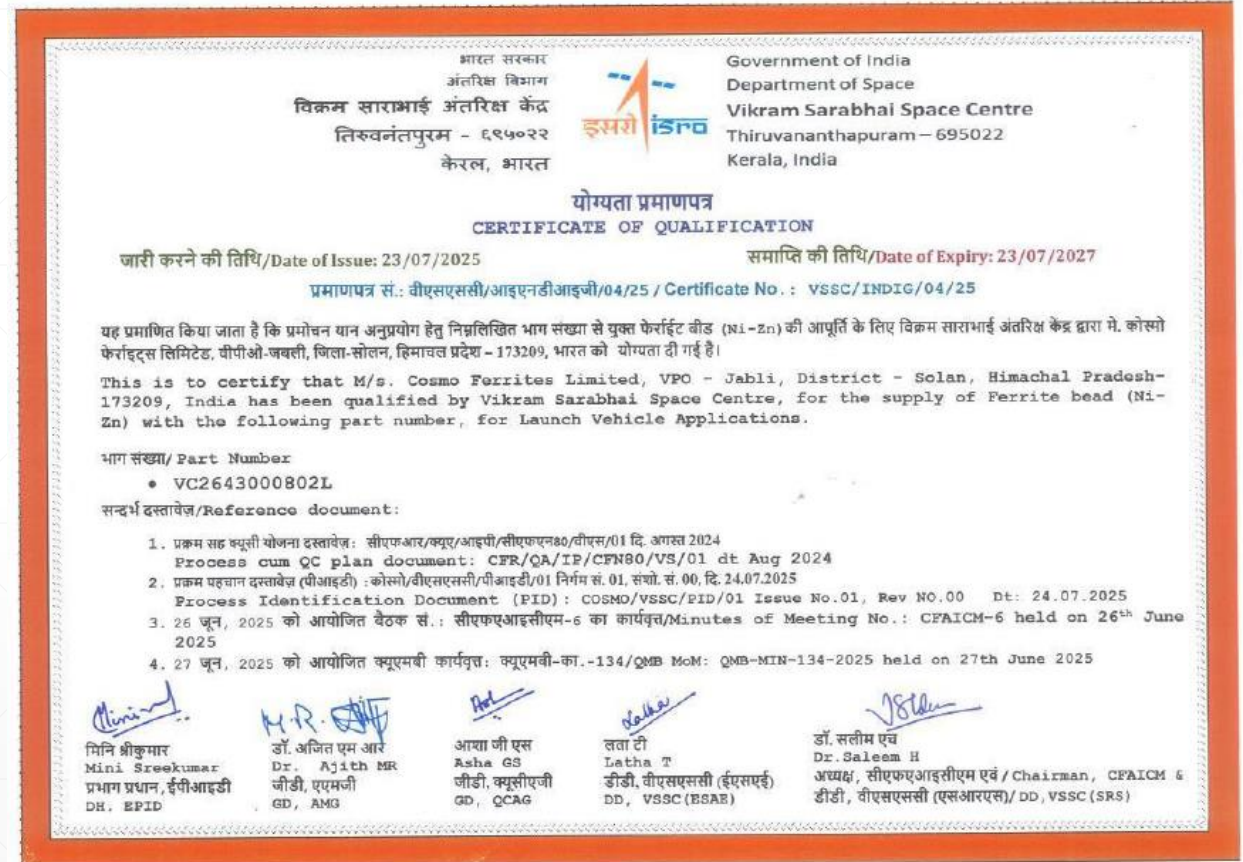 भारत सरकार
अंतरिक्ष विभाग
विक्रम साराभाई अंतरिक्ष केंद्र
तिरुवनंतपुरम - ६९५०२२
केरल, भारत
इसरो isro
Government of India
Department of Space
Vikram Sarabhai Space Centre
Thiruvananthapuram – 695022
Kerala, India
योग्यता प्रमाणपत्र
CERTIFICATE OF QUALIFICATION
जारी करने की तिथि/Date of Issue: 23/07/2025
समाप्ति की तिथि/Date of Expiry: 23/07/2027
प्रमाणपत्र सं.: वीएसएससी/आइएनडीआइजी/04/25 / Certificate No.: VSSC/INDIG/04/25
यह प्रमाणित किया जाता है कि प्रमोचन यान अनुप्रयोग हेतु निम्नलिखित भाग संख्या से युक्त फेर्राईट बीड (Ni-Zn) की आपूर्ति के लिए विक्रम साराभाई अंतरिक्ष केंद्र द्वारा मे. कोस्मो
फेर्राइट्स लिमिटेड, वीपीओ-जबली, जिला-सोलन, हिमाचल प्रदेश – 173209, भारत को योग्यता दी गई है।
This is to certify that M/s. Cosmo Ferrites Limited, VPO - Jabli, District - Solan, Himachal Pradesh-
173209, India has been qualified by Vikram Sarabhai Space Centre, for the supply of Ferrite bead (Ni-
Zn) with the following part number, for Launch Vehicle Applications.
भाग संख्या/ Part Number
• VC2643000802L
सन्दर्भ दस्तावेज़/Reference document:
1. प्रक्रम सह क्यूसी योजना दस्तावेज़: सीएफआर/क्यूए/आइपी/सीएफएन80/वीएस/01 दि. अगस्त 2024
Process cum QC plan document: CFR/QA/IP/CFN80/VS/01 dt Aug 2024
2. प्रक्रम पहचान दस्तावेज़ (पीआइडी) : कोस्मो/वीएसएससी/पीआइडी/01 निर्गम सं. 01, संशो. सं. 00, दि. 24.07.2025
Process Identification Document (PID): COSMO/VSSC/PID/01 Issue No.01, Rev NO.00 Dt: 24.07.2025
3. 26 जून, 2025 को आयोजित बैठक सं.: सीएफएआइसीएम-6 का कार्यवृत्त/Minutes of Meeting No.: CFAICM-6 held on 26th June
2025
4. 27 जून, 2025 को आयोजित क्यूएमबी कार्यवृत्त: क्यूएमबी-का.-134/QMB MoM: QMB-MIN-134-2025 held on 27th June 2025
मिनि श्रीकुमार
Mini Sreekumar
प्रभाग प्रधान, ईपीआइडी
DH. EPID
डॉ. अजित एम आर
Dr. Ajith MR
जीडी, एएमजी
GD, AMG
आशा जी एस
Asha GS
जीडी, क्यूसीएजी
GD, QCAG
Latha
लता टी
Latha T
डीडी, वीएसएससी (ईएसएई)
DD, VSSC(ESAE)
डॉ. सलीम एच
Dr.Saleem H
अध्यक्ष, सीएफएआइसीएम एवं / Chairman, CFAICM &
डीडी, वीएसएससी (एसआरएस)/ DD,VSSC(SRS)